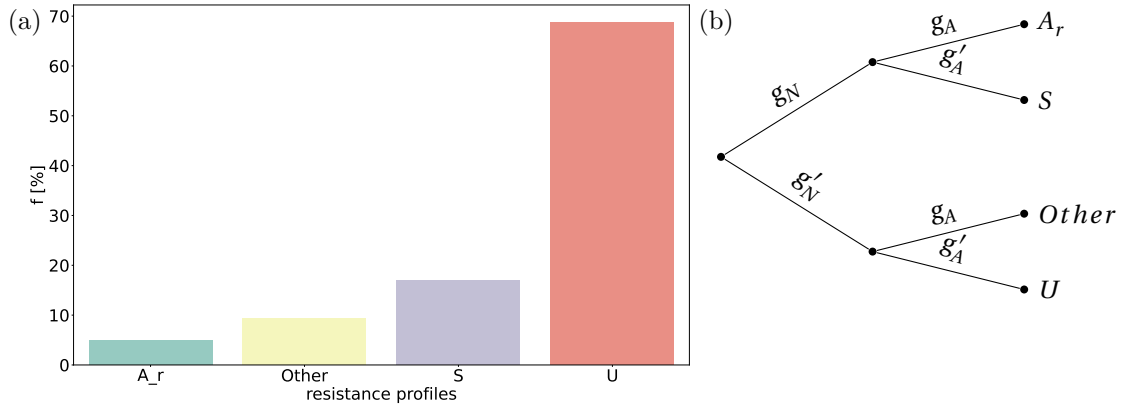 (a)
f [%]
70
60
50
40
30
20
10
0
A_r Other S U
resistance profiles
(b)
g_N
g'_N
g_A
g'_A
g_A
g'_A
A_r
S
Other
U